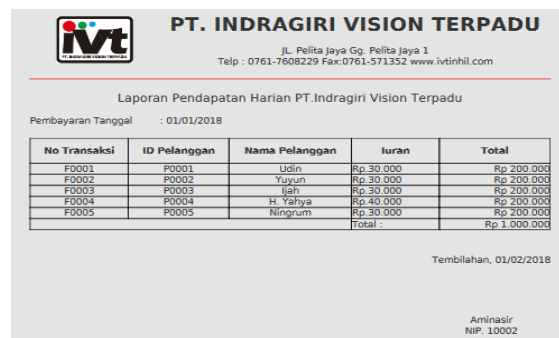 ivt
PT. INDRAGIRI VISION TERPADU
PT. INDRAGIRI VISION TERPADU
JL. Pelita Jaya Gg. Pelita Jaya 1
Telp : 0761-7608229 Fax:0761-571352 www.ivtinhil.com
Laporan Pendapatan Harian PT.Indragiri Vision Terpadu
Pembayaran Tanggal : 01/01/2018
No Transaksi ID Pelanggan Nama Pelanggan Iuran Total
F0001 P0001 Udin Rp.30.000 Rp 200.000
F0002 P0002 Yuyun Rp.30.000 Rp 200.000
F0003 P0003 Ijah Rp.30.000 Rp 200.000
F0004 P0004 H. Yahya Rp.40.000 Rp 200.000
F0005 P0005 Ningrum Rp.30.000 Rp 200.000
Total : Rp 1.000.000
Tembilahan, 01/02/2018
Aminasir
NIP. 10002